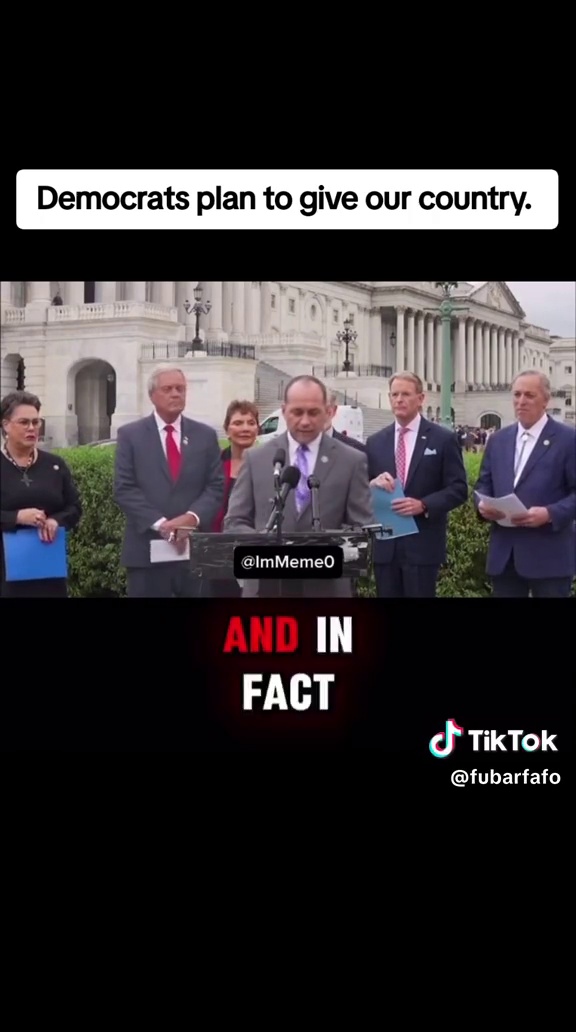 Democrats plan to give our country.
@ImMeme0
AND IN
FACT
TikTok
@fubarfafo